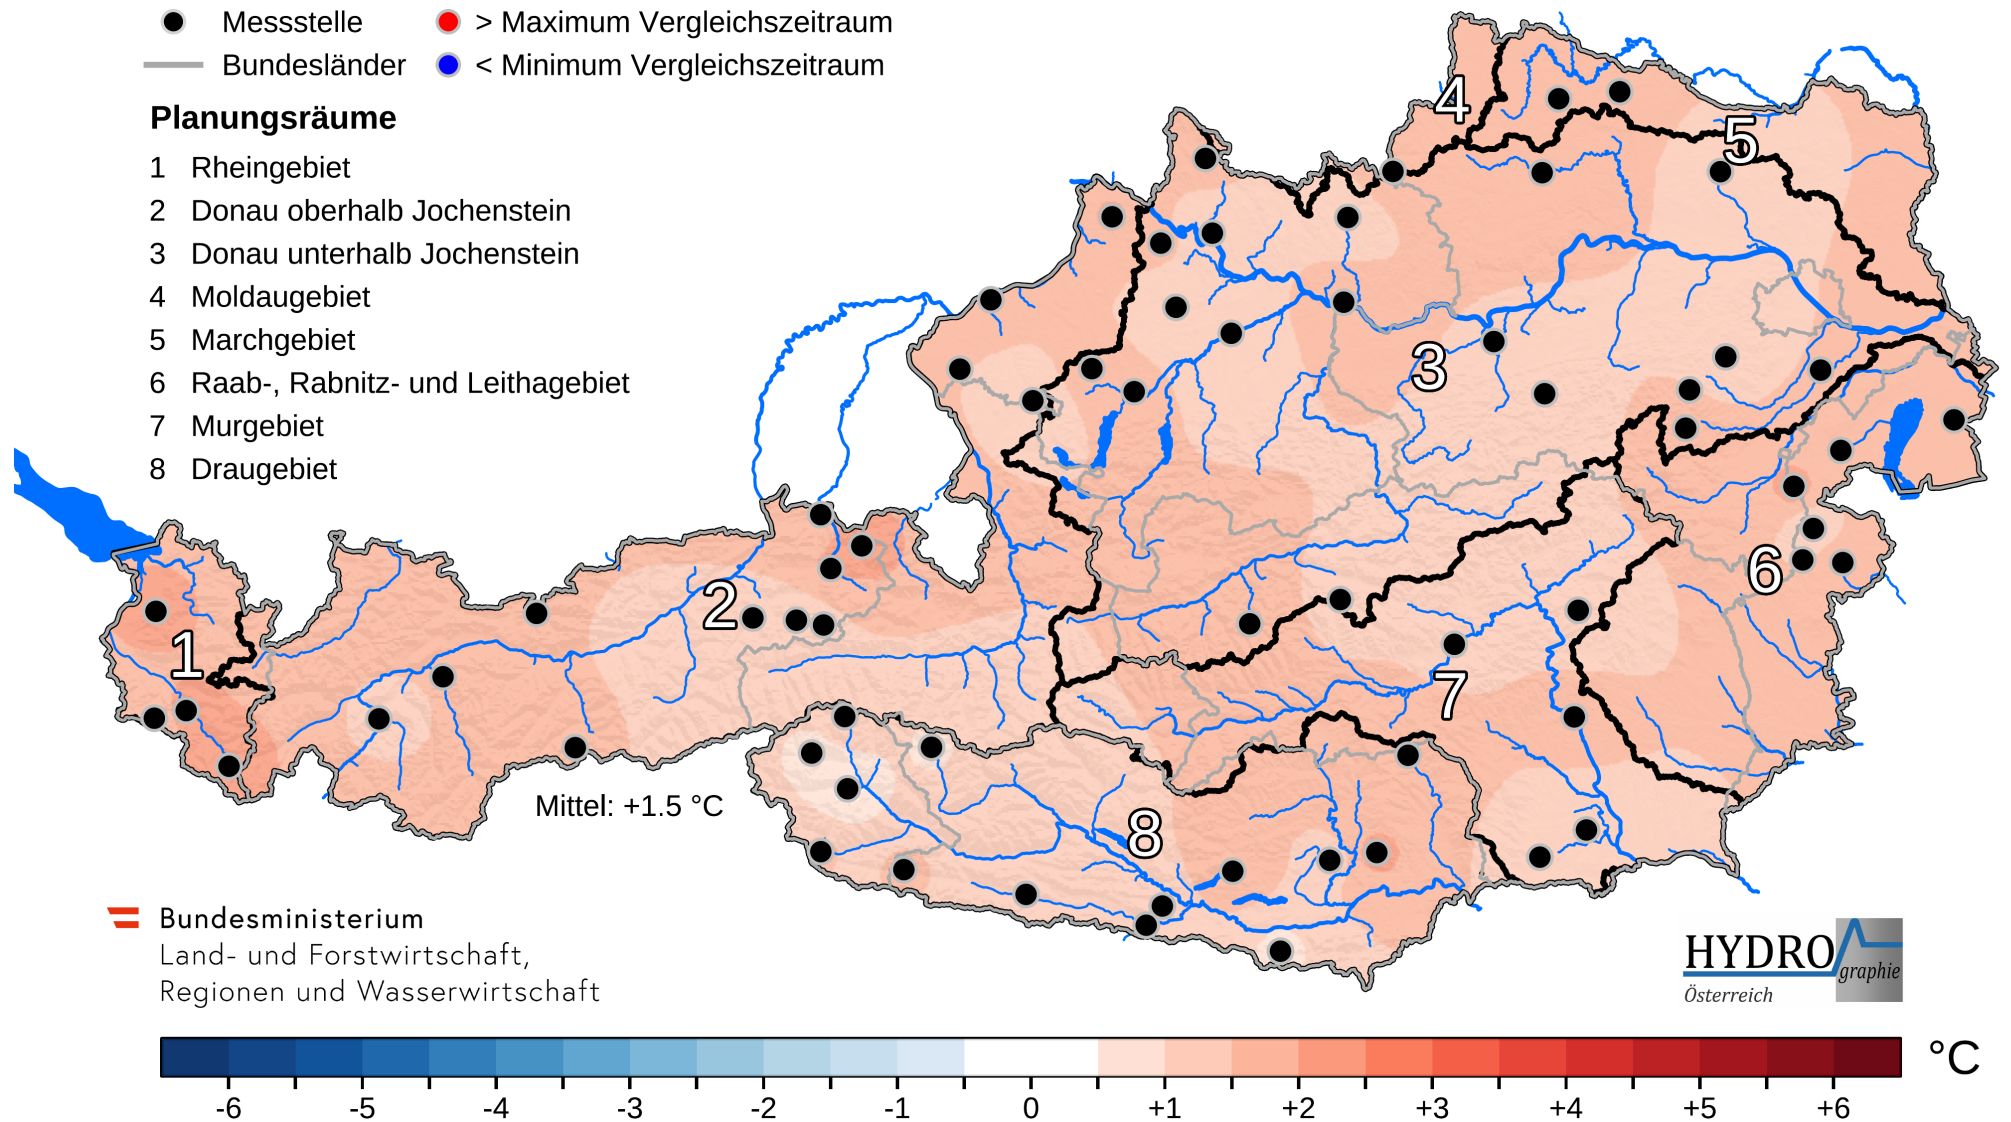 Messstelle
> Maximum Vergleichszeitraum
Bundesländer
< Minimum Vergleichszeitraum
Planungsräume
1 Rheingebiet
2 Donau oberhalb Jochenstein
3 Donau unterhalb Jochenstein
4 Moldaugebiet
5 Marchgebiet
6 Raab-, Rabnitz- und Leithagebiet
7 Murgebiet
8 Draugebiet
4
5
3
6
2
1
7
8
Mittel: +1.5 °C
Bundesministerium
Land- und Forstwirtschaft,
Regionen und Wasserwirtschaft
HYDRO
graphie
Österreich
°C
-6 -5 -4 -3 -2 -1 0 +1 +2 +3 +4 +5 +6